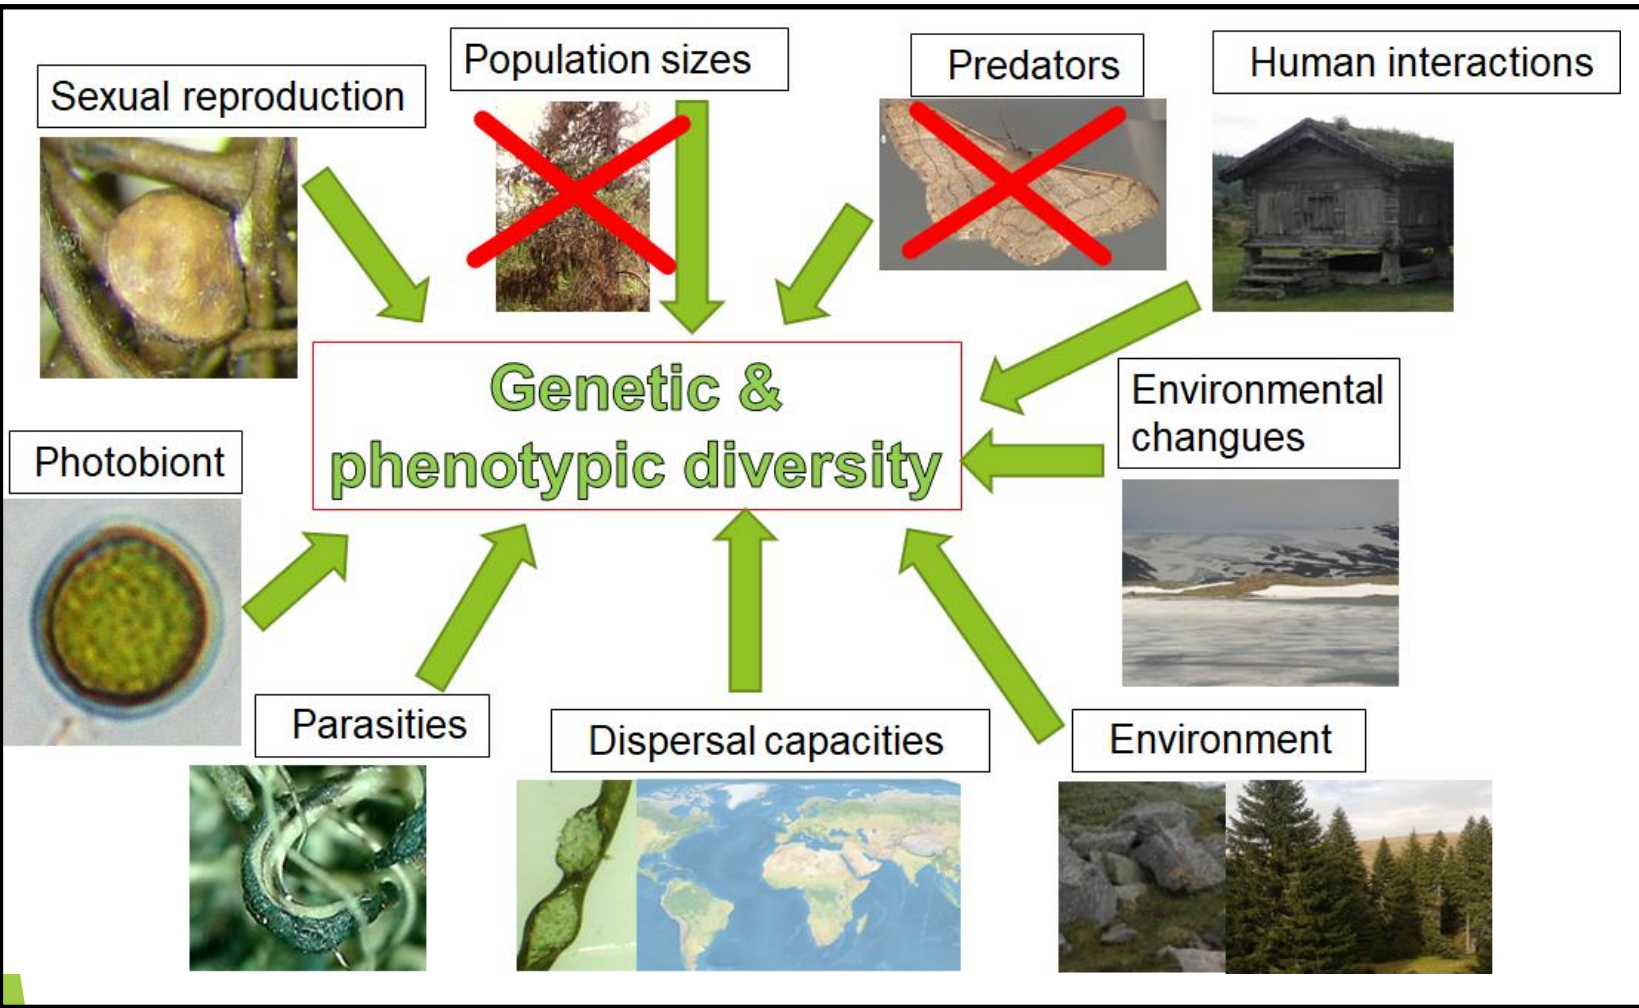 Sexual reproduction
Population sizes
Predators
Human interactions
Genetic &
phenotypic diversity
Environmental
changues
Photobiont
Parasities
Dispersal capacities
Environment